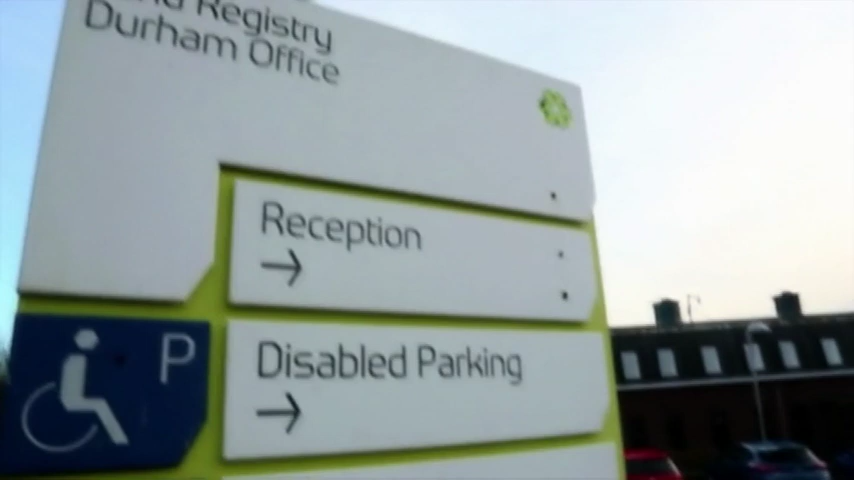 Registry
Durham Office
Reception
→
P
Disabled Parking
→